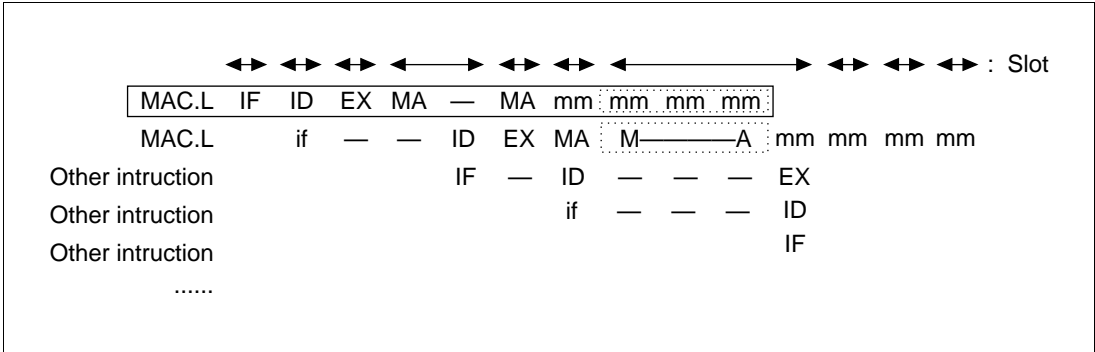 : Slot
MAC.L IF ID EX MA — MA mm mm mm mm
MAC.L if — — ID EX MA M———A mm mm mm mm
Other intruction IF — ID — — — EX
Other intruction if — — — ID
Other intruction IF
......